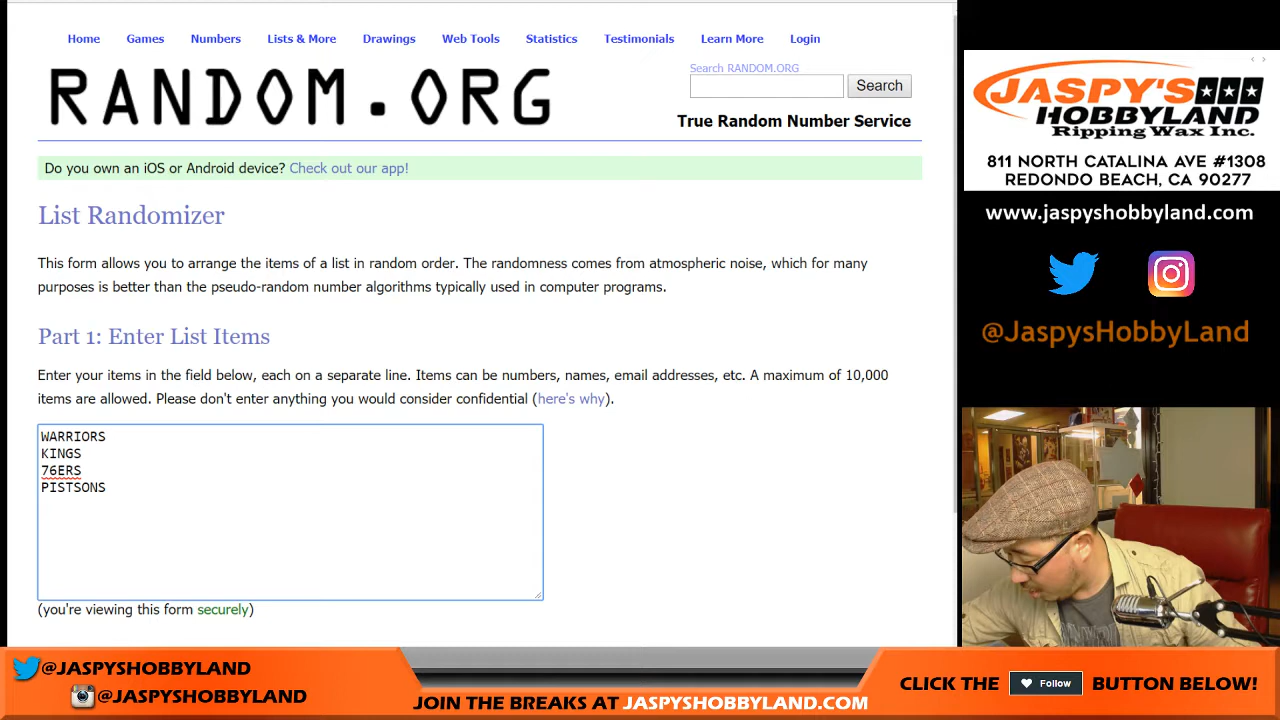 Home Games Numbers Lists & More Drawings Web Tools Statistics Testimonials Learn More Login
RANDOM.ORG
Search RANDOM.ORG
Search
True Random Number Service
Do you own an iOS or Android device? Check out our app!
List Randomizer
This form allows you to arrange the items of a list in random order. The randomness comes from atmospheric noise, which for many
purposes is better than the pseudo-random number algorithms typically used in computer programs.
Part 1: Enter List Items
Enter your items in the field below, each on a separate line. Items can be numbers, names, email addresses, etc. A maximum of 10,000
items are allowed. Please don't enter anything you would consider confidential (here's why).
WARRIORS
KINGS
76ERS
PISTSONS
(you're viewing this form securely)
JASPY'S
HOBBYLAND
Ripping Wax Inc.
811 NORTH CATALINA AVE #1308
REDONDO BEACH, CA 90277
www.jaspyshobbyland.com
@JaspysHobbyLand
@JASPYSHOBBYLAND
@JASPYSHOBBYLAND
JOIN THE BREAKS AT JASPYSHOBBYLAND.COM
CLICK THE Follow BUTTON BELOW!